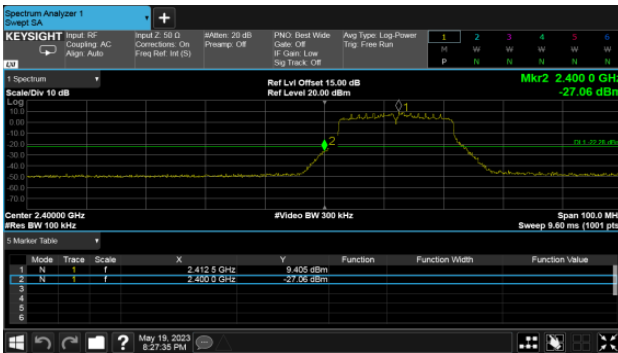 Spectrum Analyzer 1
Swept SA
+
KEYSIGHT Input: RF Input Z: 50 Ω #Atten: 20 dB PNO: Best Wide Avg Type: Log-Power 1 2 3 4 5 6
Coupling: AC Corrections: On Preamp: Off Gate: Off Trig: Free Run M W W W W W
Align: Auto Freq Ref: Int (S) IF Gain: Low
Sig Track: Off P N N N N N
LXI
1 Spectrum Ref Lvl Offset 15.00 dB Mkr2 2.400 0 GHz
Scale/Div 10 dB Ref Level 20.00 dBm -27.06 dBm
Log
10.0
0.00
-10.0
-20.0
-30.0
-40.0
-50.0
-60.0
-70.0
1
2
Center 2.40000 GHz #Video BW 300 kHz Span 100.0 MH
#Res BW 100 kHz Sweep 9.60 ms (1001 pts
5 Marker Table
Mode Trace Scale X Y Function Function Width Function Value
1 N 1 f 2.412 5 GHz 9.405 dBm
2 N 1 f 2.400 0 GHz -27.06 dBm
3
4
5
6
? May 19, 2023
8:27:35 PM